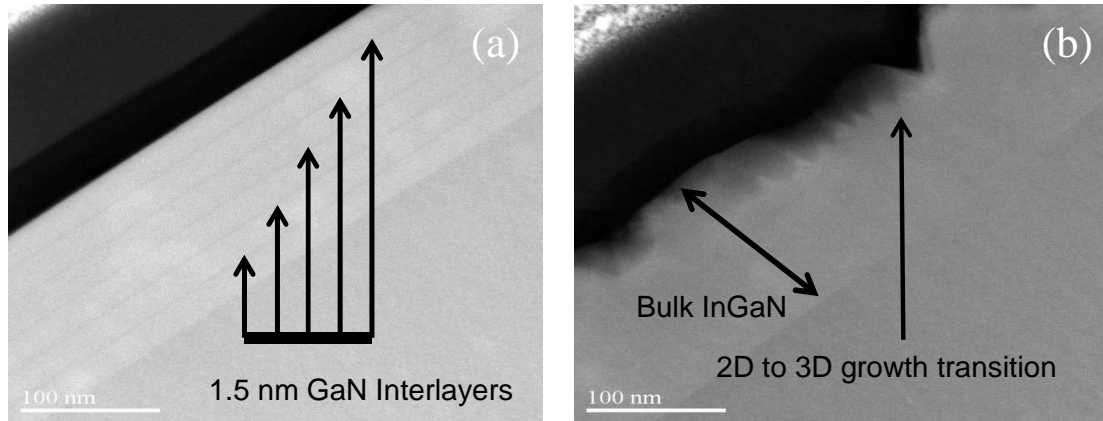 (a)
1.5 nm GaN Interlayers
100 nm
(b)
Bulk InGaN
2D to 3D growth transition
100 nm